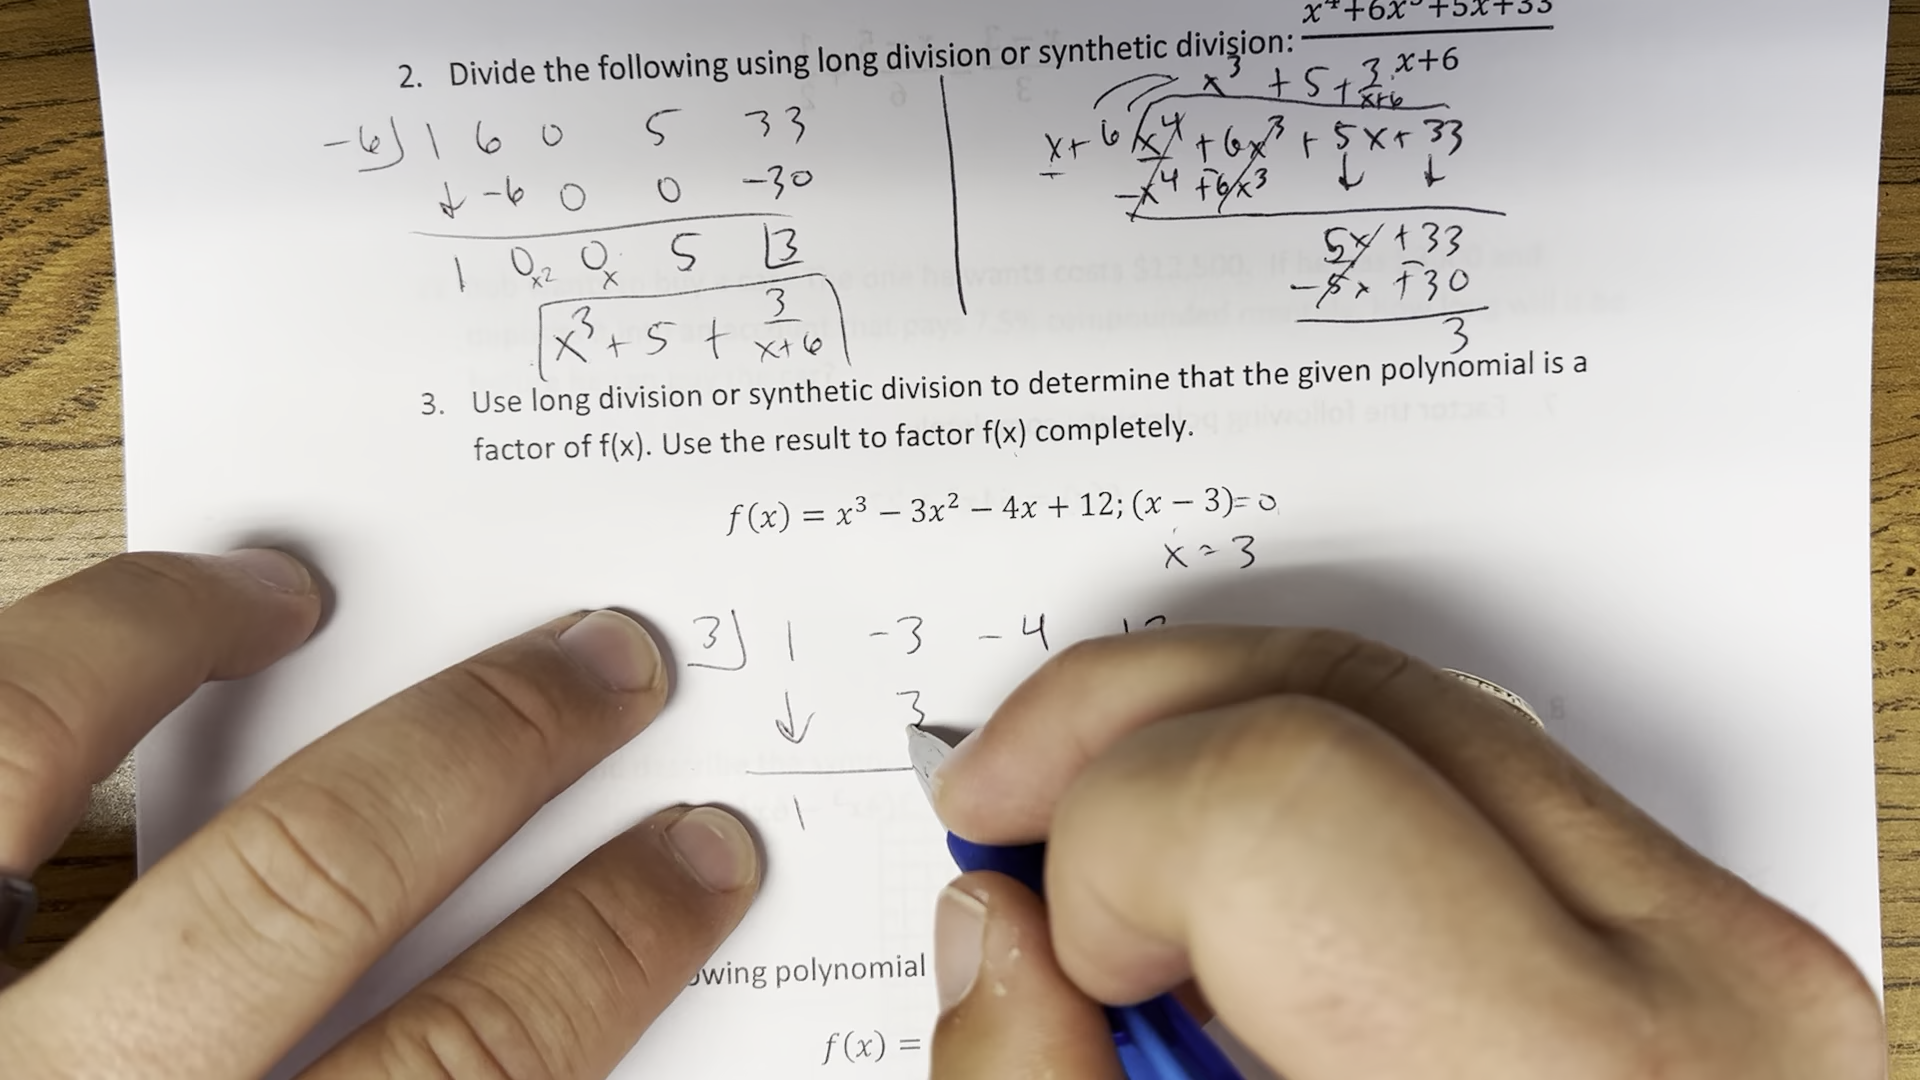 x⁴+6x³+5x+33
2. Divide the following using long division or synthetic division:
x+6
-6) 1 6 0 5 33
↓ -6 0 0 -30
1 0x2 0x 5 3
x³ + 5 + 3/x+6
x³ + 5 + 3/x+6
x+6 x⁴ + 6x³ + 5x + 33
-x⁴ + 6x³ ↓ ↓
5x + 33
-5x + 30
3
3. Use long division or synthetic division to determine that the given polynomial is a
factor of f(x). Use the result to factor f(x) completely.
f(x) = x³ − 3x² − 4x + 12; (x − 3)= 0
x = 3
3) 1 -3 -4
↓ 3
1
polynomial
f(x) =